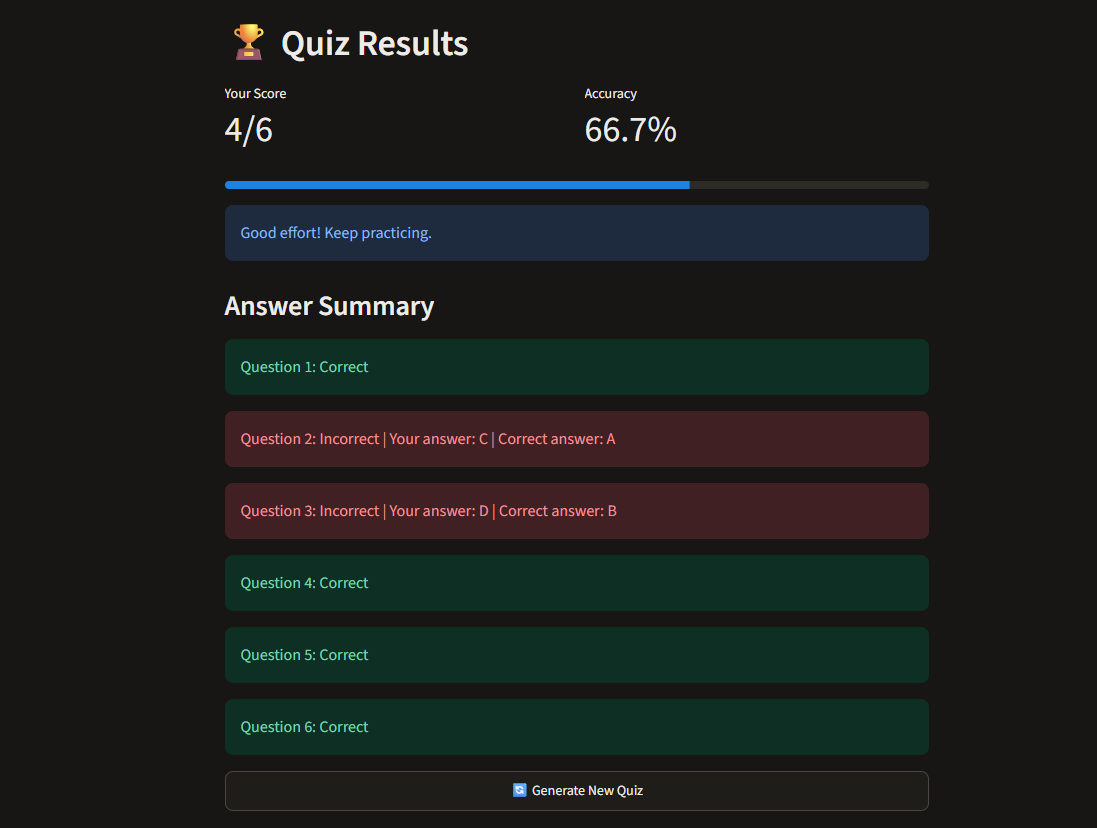 🏆 Quiz Results
Your Score
Accuracy
4/6
66.7%
Good effort! Keep practicing.
Answer Summary
Question 1: Correct
Question 2: Incorrect | Your answer: C | Correct answer: A
Question 3: Incorrect | Your answer: D | Correct answer: B
Question 4: Correct
Question 5: Correct
Question 6: Correct
🔄 Generate New Quiz